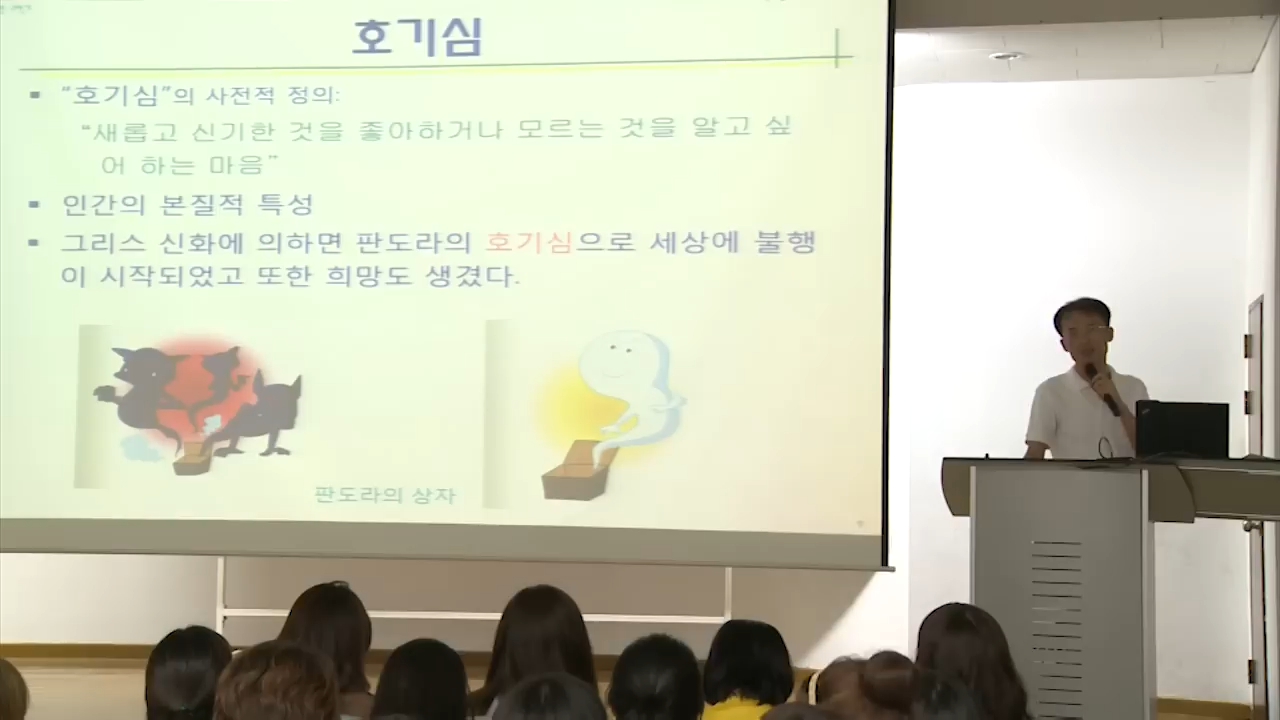 호기심
▪ "호기심"의 사전적 정의:
"새롭고 신기한 것을 좋아하거나 모르는 것을 알고 싶
어 하는 마음"
▪ 인간의 본질적 특성
▪ 그리스 신화에 의하면 판도라의 호기심으로 세상에 불행
이 시작되었고 또한 희망도 생겼다.
판도라의 상자